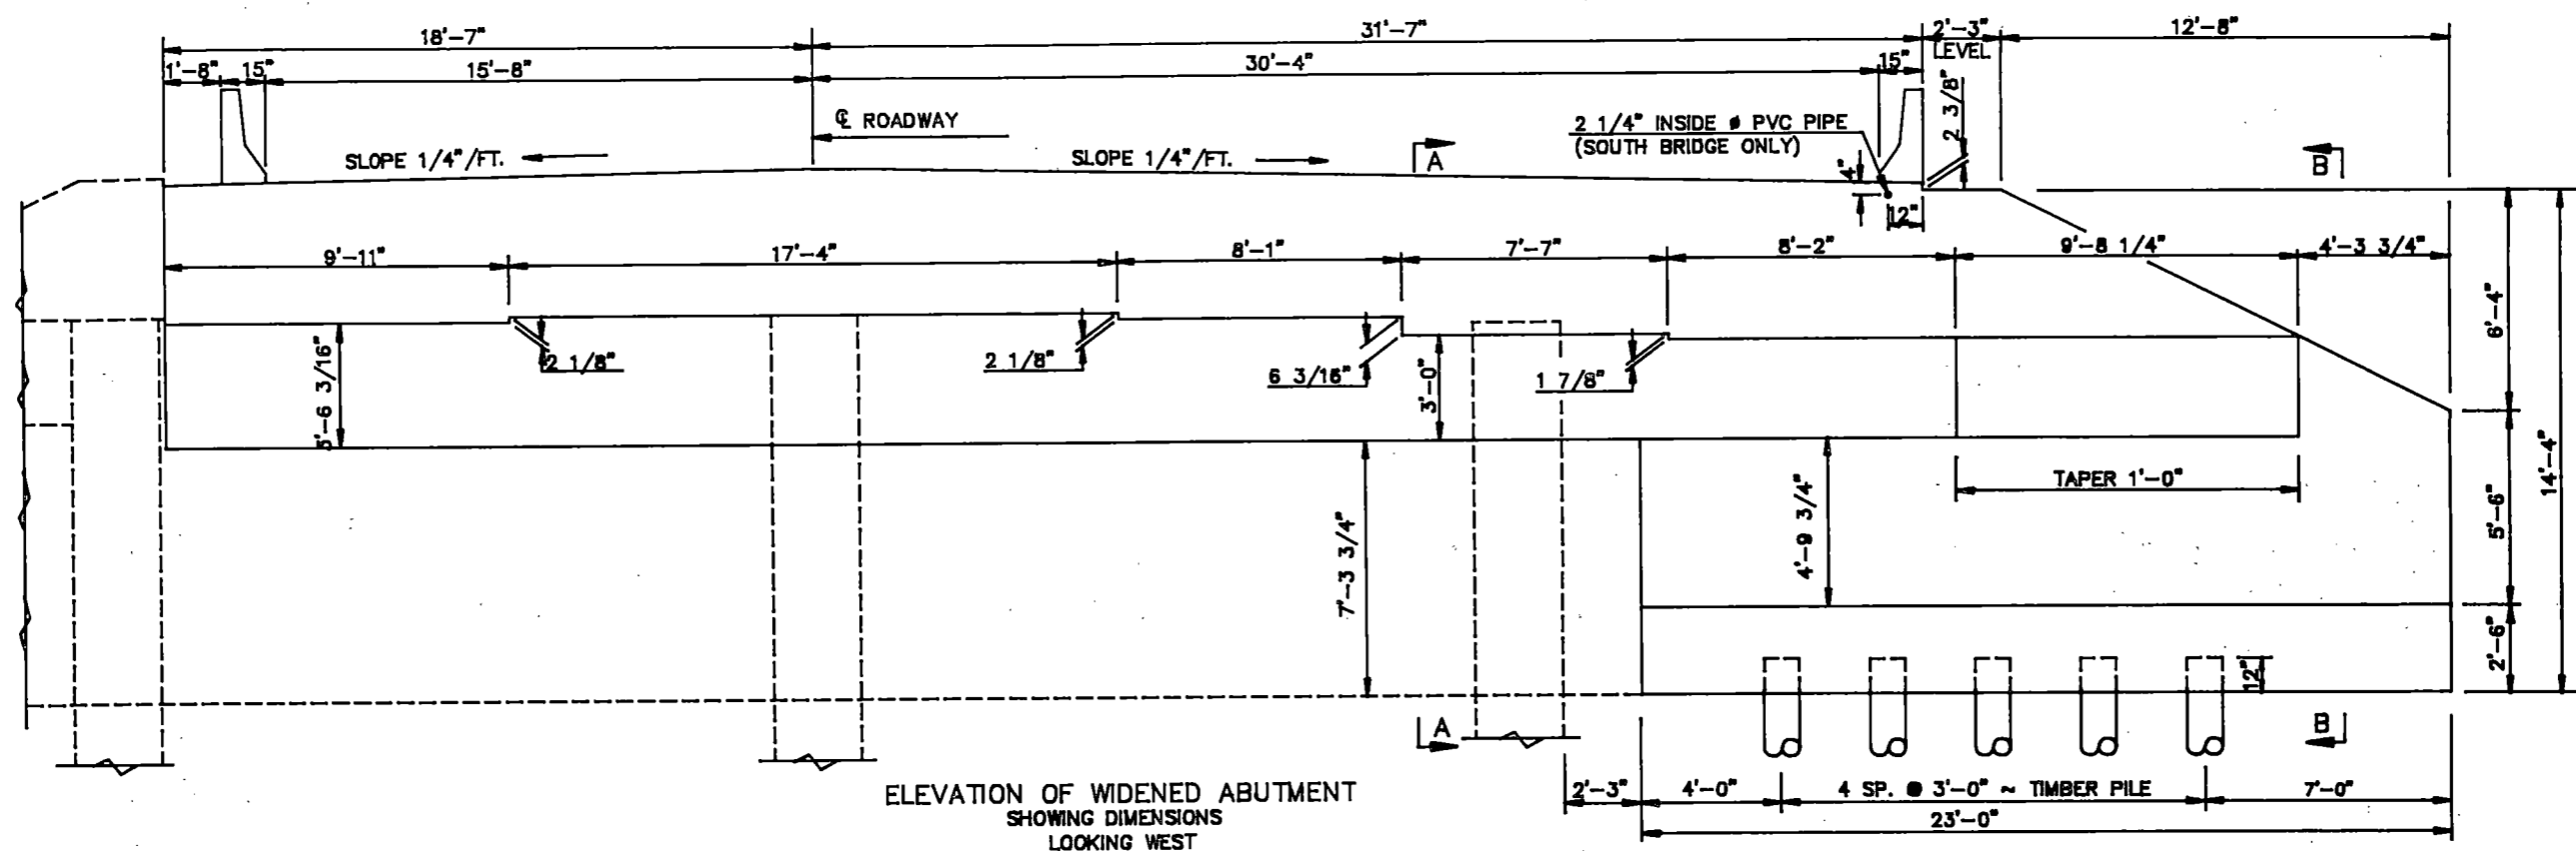 18'-7" 31'-7" 2'-3" 12'-8"
LEVEL
1'-8" 15" 15'-8" 30'-4" 15"
2 3/8"
℄ ROADWAY
2 1/4" INSIDE ø PVC PIPE
(SOUTH BRIDGE ONLY)
SLOPE 1/4"/FT. SLOPE 1/4"/FT.
A B
4"
12"
9'-11" 17'-4" 8'-1" 7'-7" 8'-2" 9'-8 1/4" 4'-3 3/4"
6'-4"
2 1/8" 2 1/8" 6 3/16" 1 7/8"
3'-0"
14'-4"
TAPER 1'-0"
7'-3 3/4" 4'-9 3/4" 5'-6"
2'-6"
12"
A B
2'-3" 4'-0" 4 SP. @ 3'-0" ~ TIMBER PILE 7'-0"
23'-0"
ELEVATION OF WIDENED ABUTMENT
SHOWING DIMENSIONS
LOOKING WEST